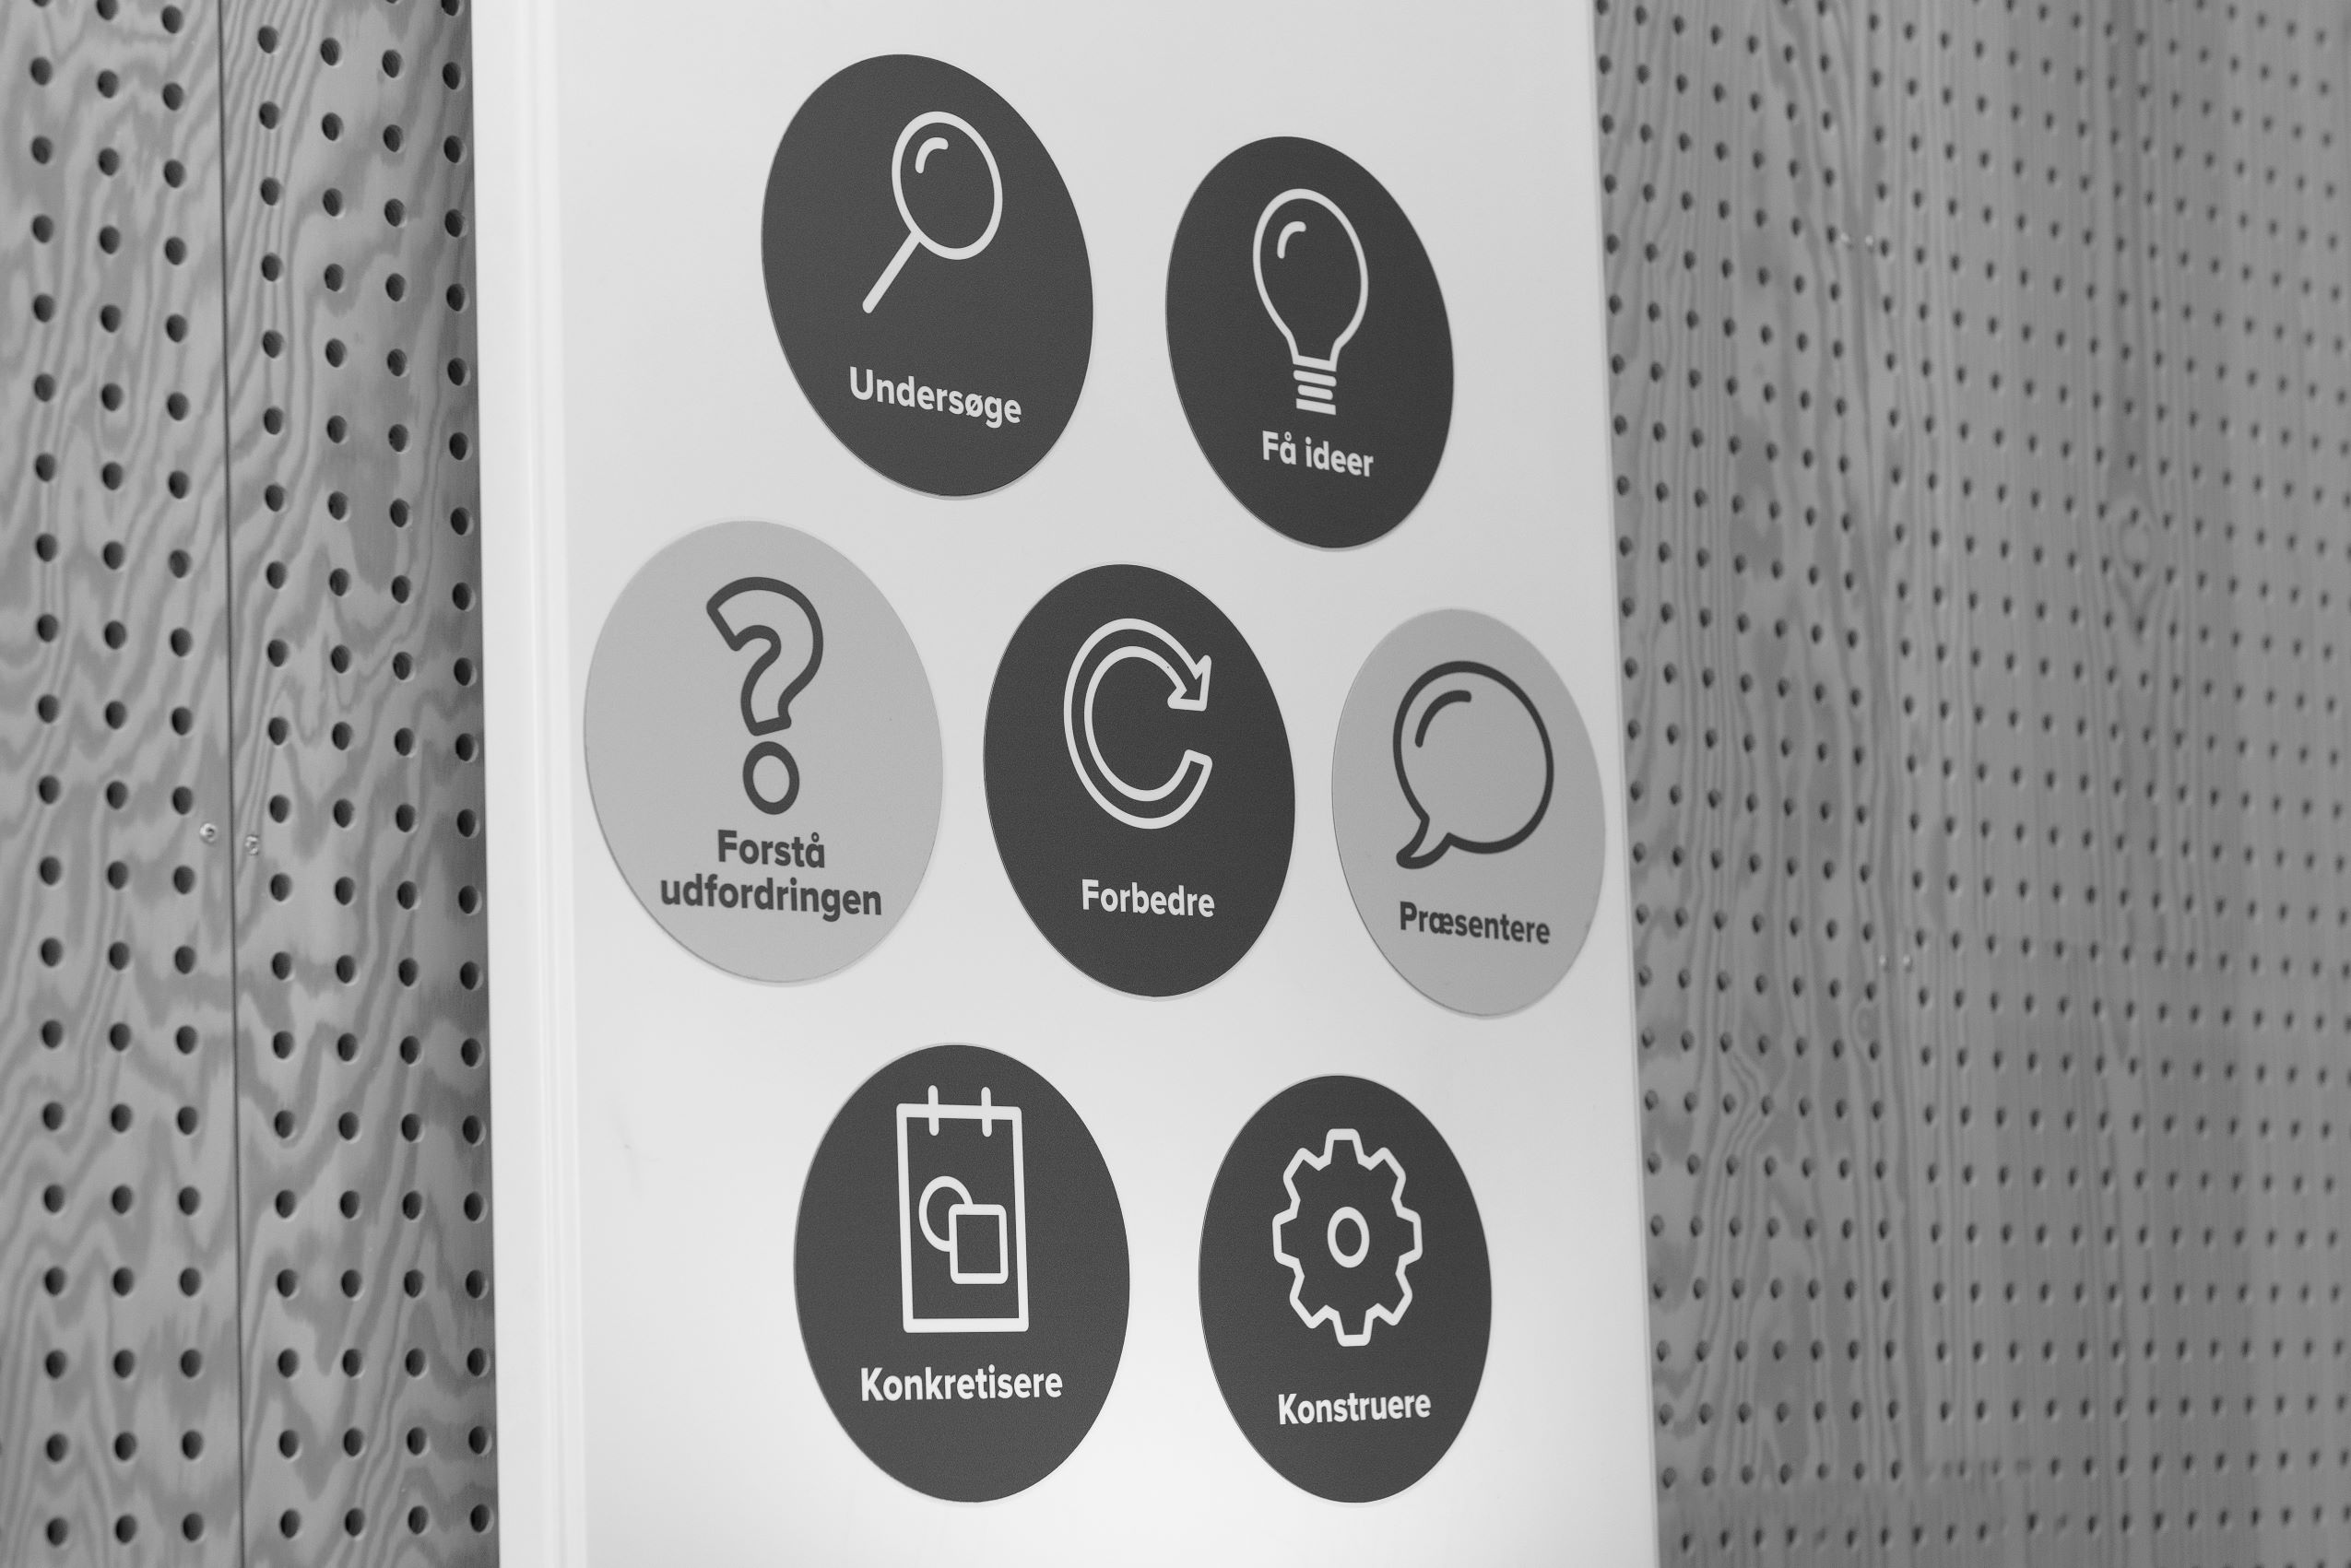 Undersøge
Få ideer
Forstå
udfordringen
Forbedre
Præsentere
Konkretisere
Konstruere